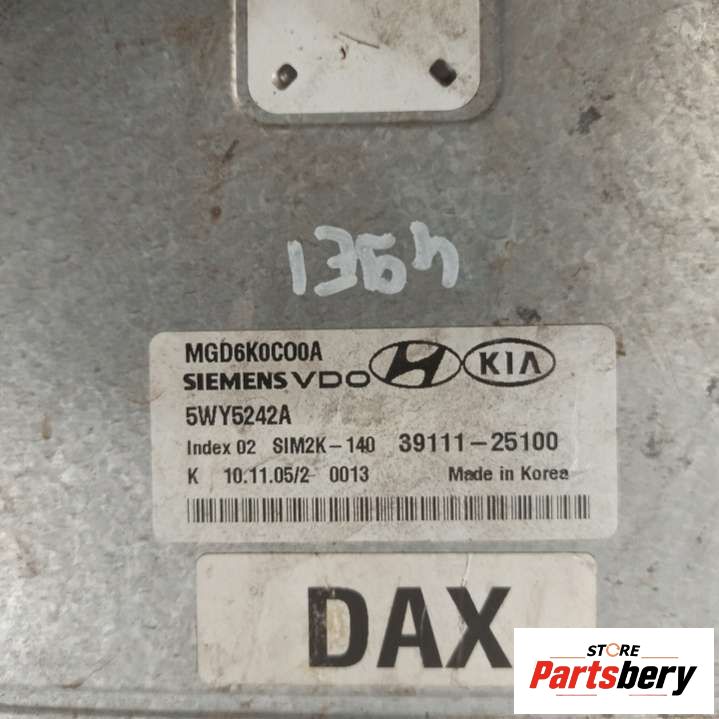 1364
MGD6K0C00A
SIEMENS VDO KIA
5WY5242A
Index 02 SIM2K-140 39111-25100
K 10.11.05/2- 0013 Made in Korea
DAX
STORE
Partsbery